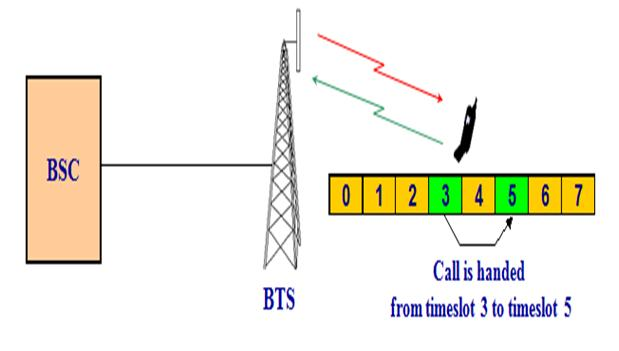 BSC
BTS
0 1 2 3 4 5 6 7
Call is handed
from timeslot 3 to timeslot 5